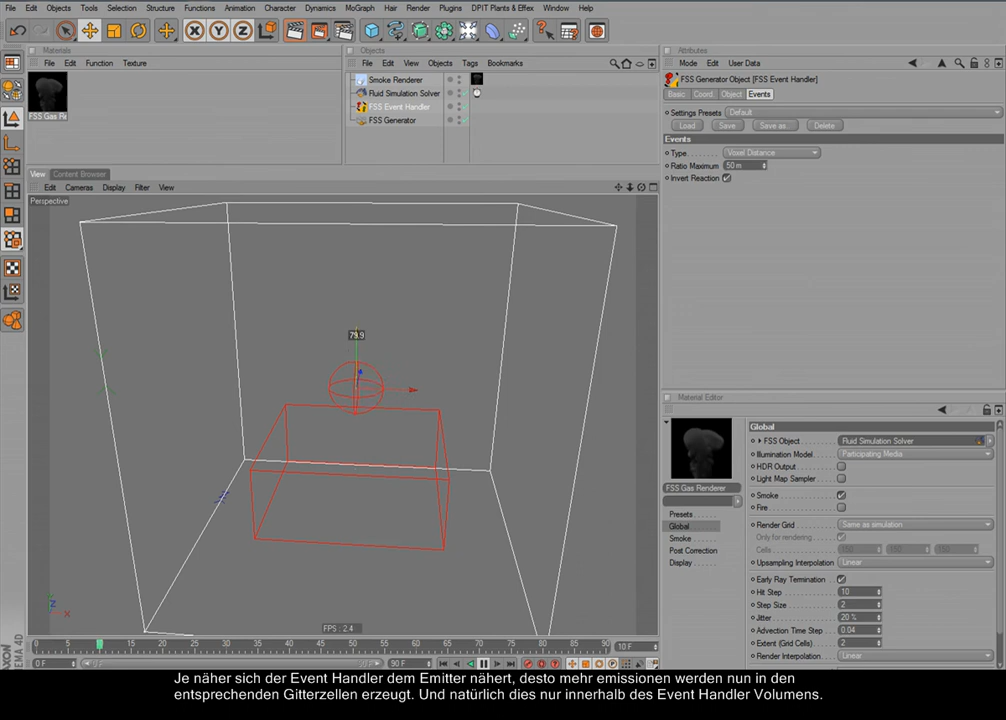 File Edit Objects Tools Selection Structure Functions Animation Character Dynamics MoGraph Hair Render Plugins DPIT Plants & Effex Window Help
Materials
File Edit Function Texture
FSS Gas Re
Objects
File Edit View Objects Tags Bookmarks
Smoke Renderer
Fluid Simulation Solver
FSS Event Handler
FSS Generator
Attributes
Mode Edit User Data
FSS Generator Object [FSS Event Handler]
Basic Coord. Object Events
Settings Presets Default
Load Save Save as... Delete
Events
Type Voxel Distance
Ratio Maximum 50 m
Invert Reaction
View Content Browser
Edit Cameras Display Filter View
Perspective
79.9
Z X
FPS : 2.4
0 5 10 15 20 25 30 35 40 45 50 55 60 65 70 75 80 85 90 10 F
0 F 90 F
Material Editor
FSS Gas Renderer
Presets
Global
Smoke
Post Correction
Display
Global
FSS Object Fluid Simulation Solver
Illumination Model Participating Media
HDR Output
Light Map Sampler
Smoke
Fire
Render Grid Same as simulation
Only for rendering
Cells 150 150 150
Upsampling Interpolation Linear
Early Ray Termination
Hit Step 10
Step Size 2
Jitter 20 %
Advection Time Step 0.04
Extent (Grid Cells) 2
Render Interpolation Linear
Je näher sich der Event Handler dem Emitter nähert, desto mehr emissionen werden nun in den
entsprechenden Gitterzellen erzeugt. Und natürlich dies nur innerhalb des Event Handler Volumens.